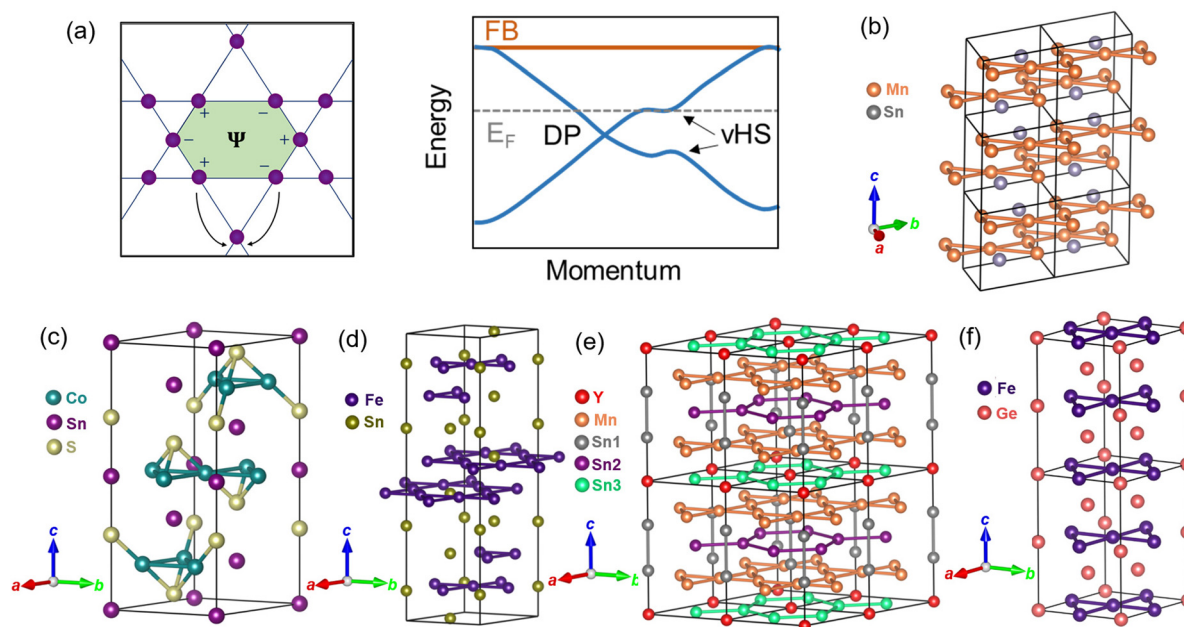 (a)
+
−
−
Ψ
+
+
−
FB
E_F
DP
vHS
Energy
Momentum
(b)
Mn
Sn
c
b
a
(c)
Co
Sn
S
c
a
b
(d)
Fe
Sn
c
a
b
(e)
Y
Mn
Sn1
Sn2
Sn3
c
a
b
(f)
Fe
Ge
c
a
b